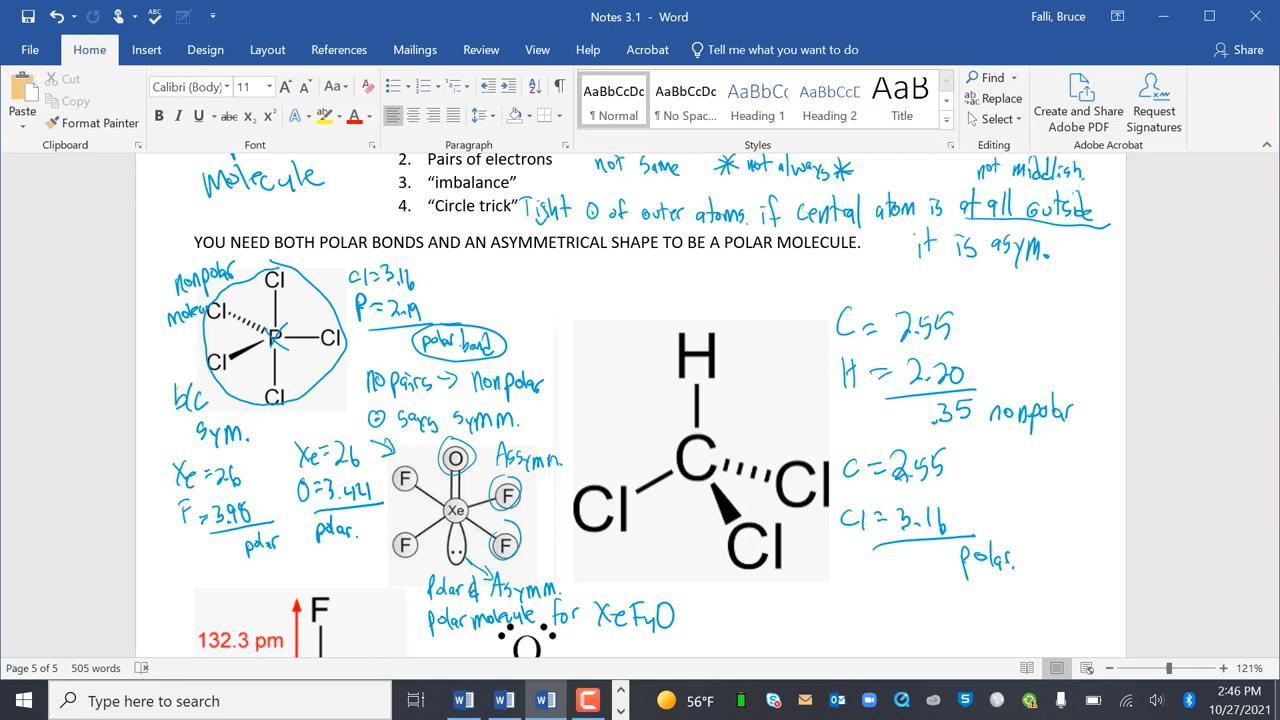 Notes 3.1 - Word
Falli, Bruce
File Home Insert Design Layout References Mailings Review View Help Acrobat Tell me what you want to do Share
Paste
Cut
Copy
Format Painter
Clipboard
Calibri (Body) 11
Font
Paragraph
AaBbCcDc AaBbCcDc AaBbCc AaBbCcD AaB
¶ Normal ¶ No Spac... Heading 1 Heading 2 Title
Styles
Find
Replace
Select
Editing
Create and Share Adobe PDF
Request Signatures
Adobe Acrobat
molecule
2. Pairs of electrons not same *not always* not middlish.
3. "imbalance"
4. "Circle trick" Tight ⊙ of outer atoms. if central atom is at all outside
it is asym.
YOU NEED BOTH POLAR BONDS AND AN ASYMMETRICAL SHAPE TO BE A POLAR MOLECULE.
nonpolar
b/c
sym.
Cl
Cl
P
Cl
Cl
Cl
Cl = 3.16
P = 2.19
polar bond
no pairs → nonpolar
⊙ says symm.
Xe = 26
F = 3.98
polar
Xe = 26
O = 3.44
polar.
O
F
F
Xe
F
F
Assymm.
Polar & Asymm.
polar molecule for XeF4O
H
C
Cl
Cl
Cl
C = 2.55
H = 2.20
.35 nonpolar
C = 2.55
Cl = 3.16
polar.
132.3 pm
F
O
Page 5 of 5 505 words 121%
Type here to search
56°F
2:46 PM
10/27/2021